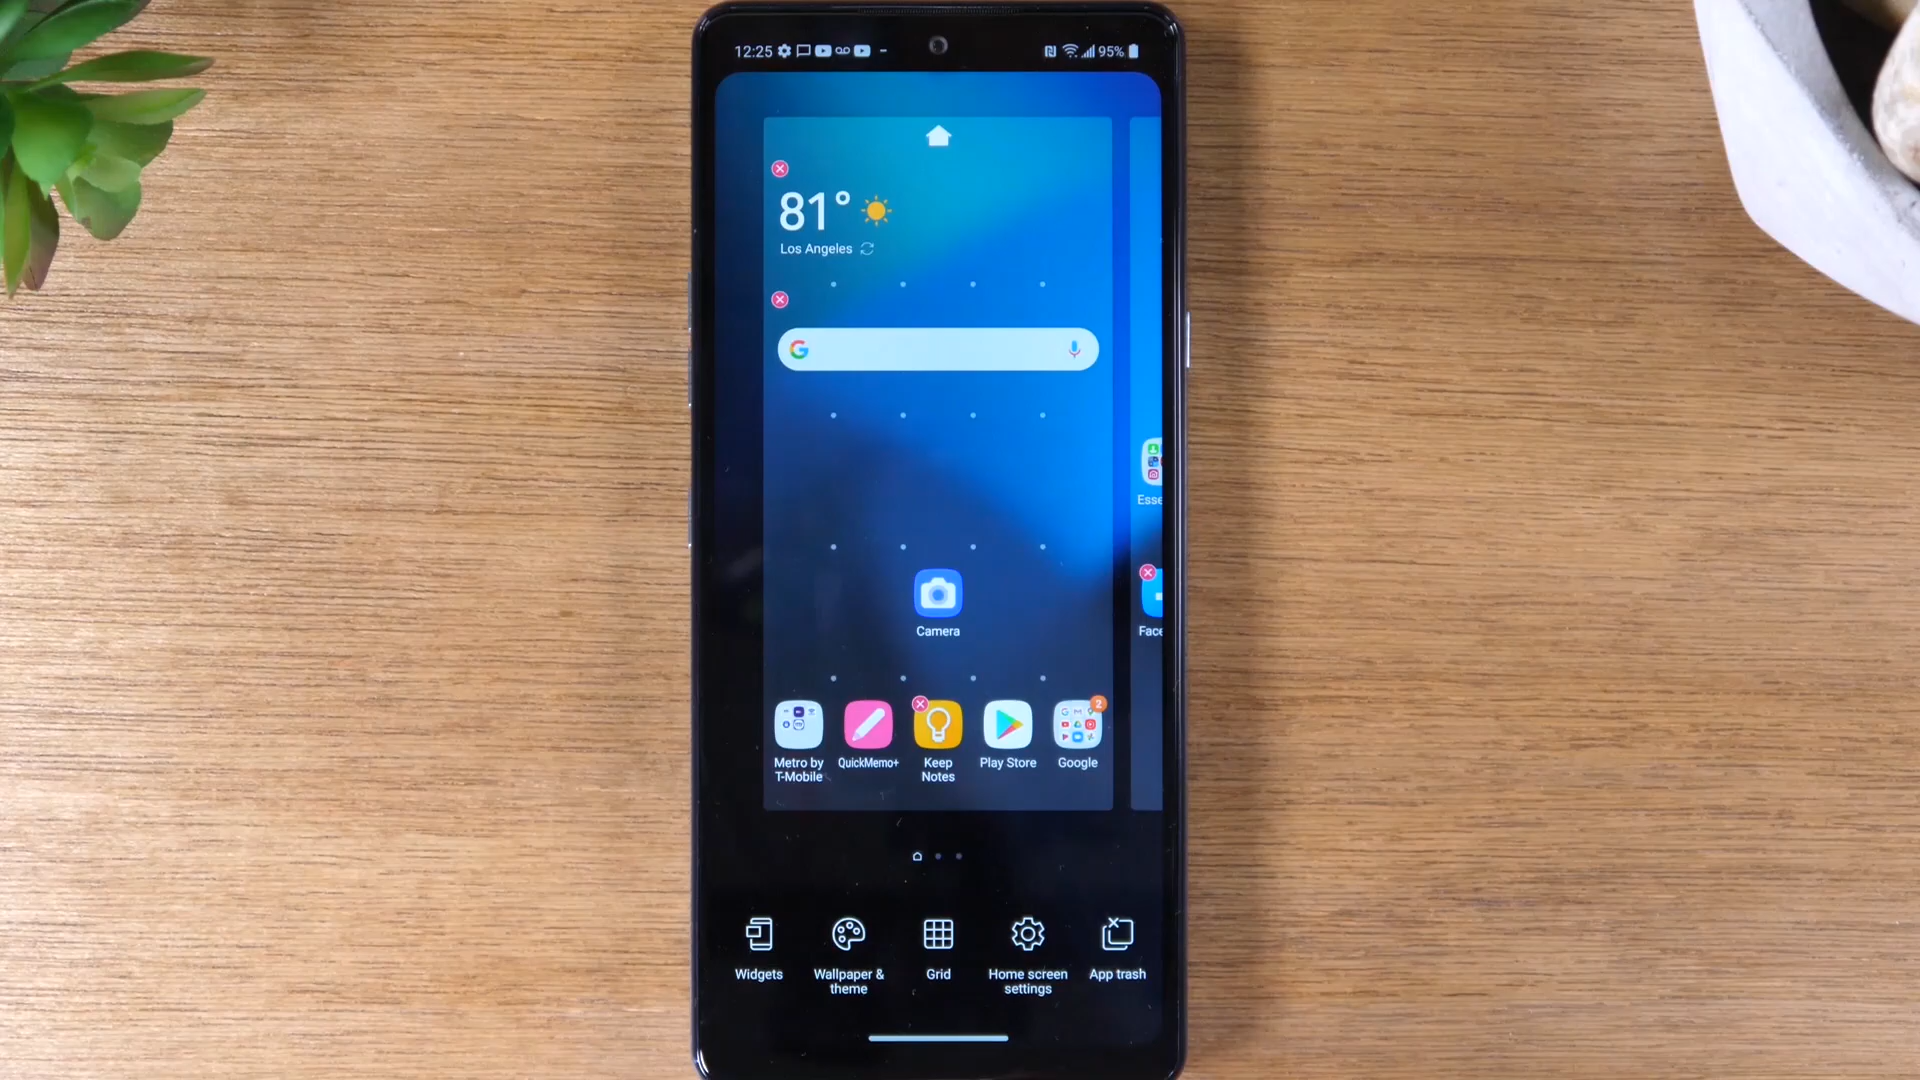 12:25
95%
81°
Los Angeles
Esse
Camera
Face
2
Metro by
T-Mobile
QuickMemo+
Keep
Notes
Play Store
Google
Widgets
Wallpaper &
theme
Grid
Home screen
settings
App trash